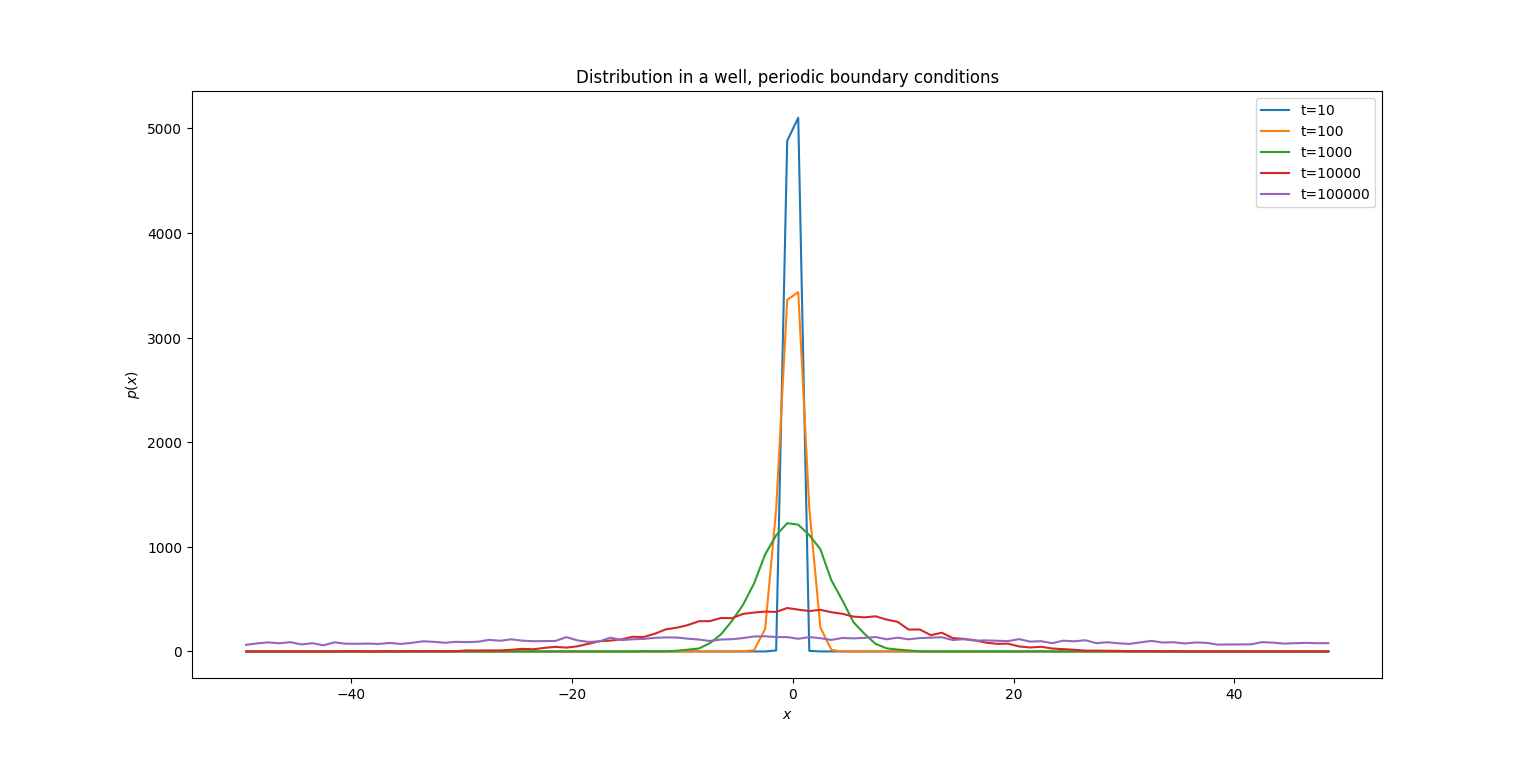 Distribution in a well, periodic boundary conditions
t=10
t=100
t=1000
t=10000
t=100000
5000
4000
3000
2000
1000
0
p(x)
−40
−20
0
20
40
x